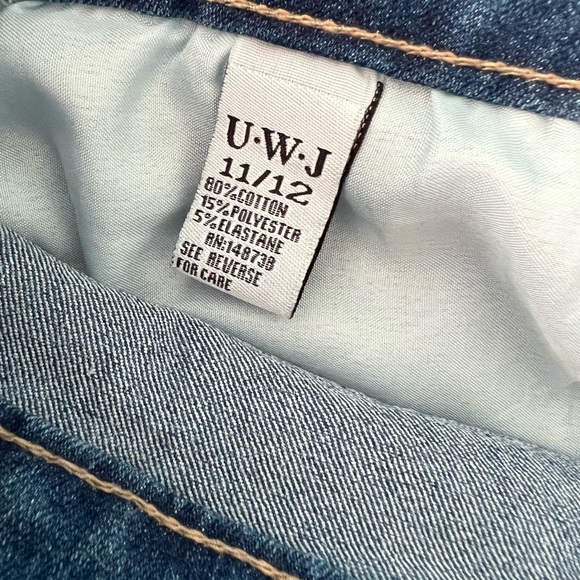 U·W·J
11/12
80%COTTON
15%POLYESTER
5%ELASTANE
RN:148738
SEE REVERSE
FOR CARE